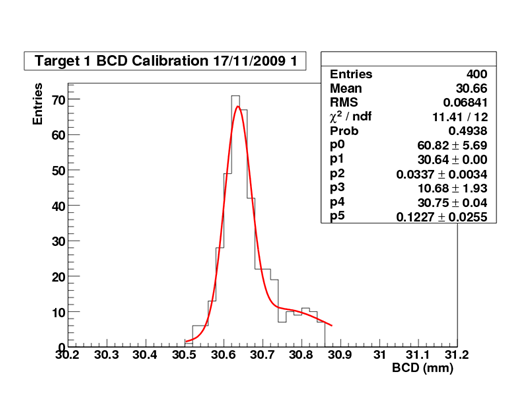 Target 1 BCD Calibration 17/11/2009 1
Entries 400
Mean 30.66
RMS 0.06841
χ² / ndf 11.41 / 12
Prob 0.4938
p0 60.82 ± 5.69
p1 30.64 ± 0.00
p2 0.0337 ± 0.0034
p3 10.68 ± 1.93
p4 30.75 ± 0.04
p5 0.1227 ± 0.0255
Entries
70
60
50
40
30
20
10
0
30.2 30.3 30.4 30.5 30.6 30.7 30.8 30.9 31 31.1 31.2
BCD (mm)